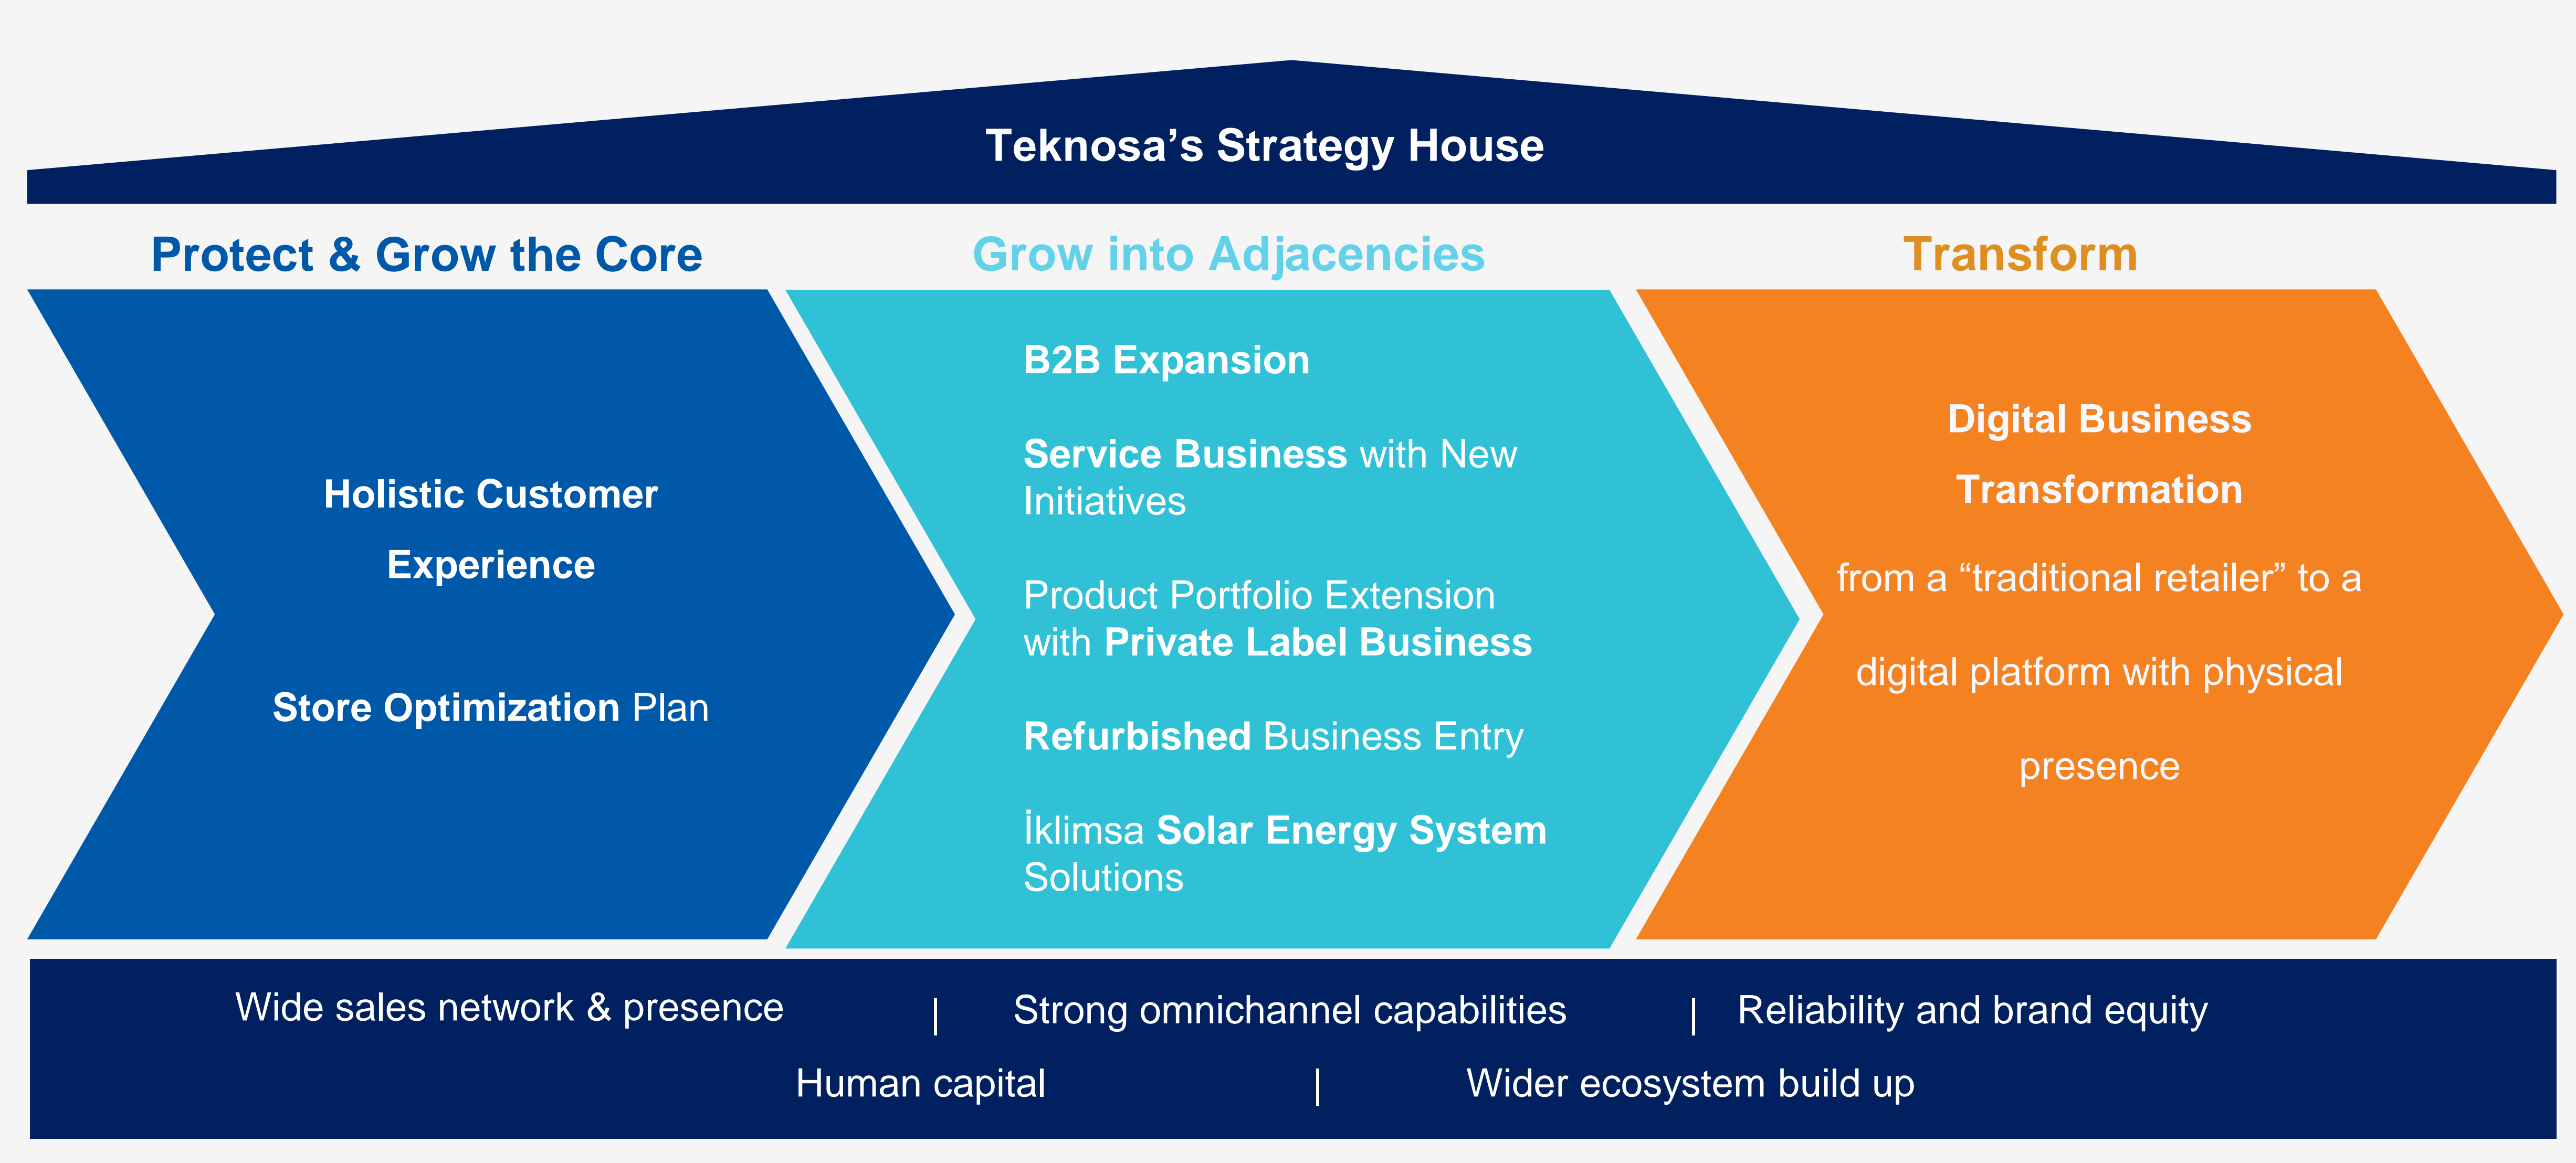 Teknosa’s Strategy House
Protect & Grow the Core
Grow into Adjacencies
Transform
Holistic Customer
Experience
Store Optimization Plan
B2B Expansion
Service Business with New
Initiatives
Product Portfolio Extension
with Private Label Business
Refurbished Business Entry
İklimsa Solar Energy System
Solutions
Digital Business
Transformation
from a “traditional retailer” to a
digital platform with physical
presence
Wide sales network & presence | Strong omnichannel capabilities | Reliability and brand equity
Human capital | Wider ecosystem build up